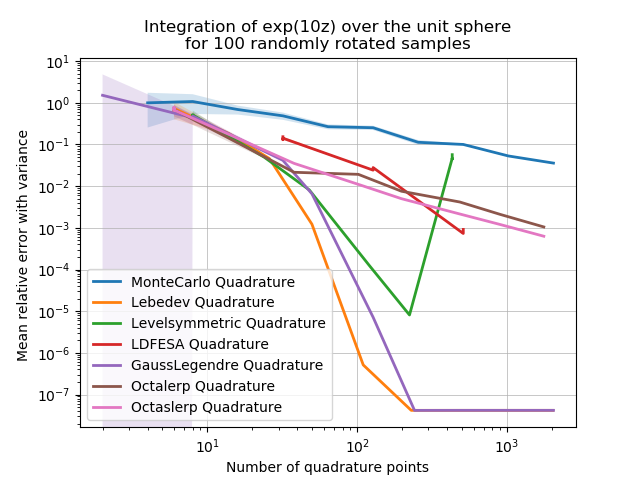 Integration of exp(10z) over the unit sphere
for 100 randomly rotated samples
Mean relative error with variance
10¹
10⁰
10⁻¹
10⁻²
10⁻³
10⁻⁴
10⁻⁵
10⁻⁶
10⁻⁷
MonteCarlo Quadrature
Lebedev Quadrature
Levelsymmetric Quadrature
LDFESA Quadrature
GaussLegendre Quadrature
Octalerp Quadrature
Octaslerp Quadrature
10¹
10²
10³
Number of quadrature points